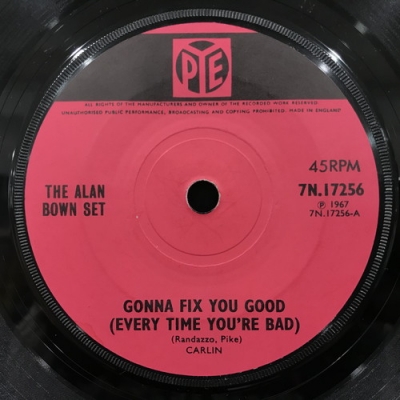 PYE
ALL RIGHTS OF THE MANUFACTURERS AND OWNER OF THE RECORDED WORK RESERVED.
UNAUTHORISED PUBLIC PERFORMANCE, BROADCASTING AND COPYING PROHIBITED. MADE IN ENGLAND
45RPM
THE ALAN
BOWN SET
7N.17256
Ⓟ 1967
7N.17256-A
GONNA FIX YOU GOOD
(EVERY TIME YOU'RE BAD)
(Randazzo, Pike)
CARLIN